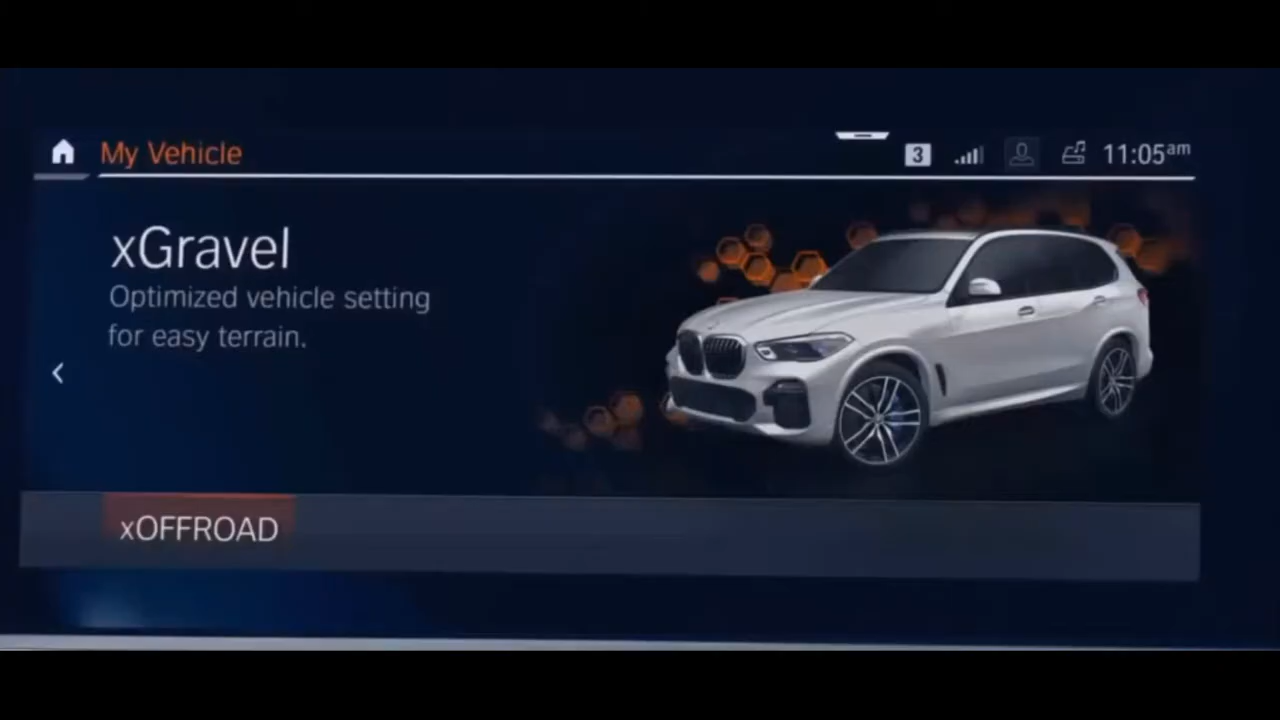 My Vehicle
3
11:05am
xGravel
Optimized vehicle setting
for easy terrain.
xOFFROAD